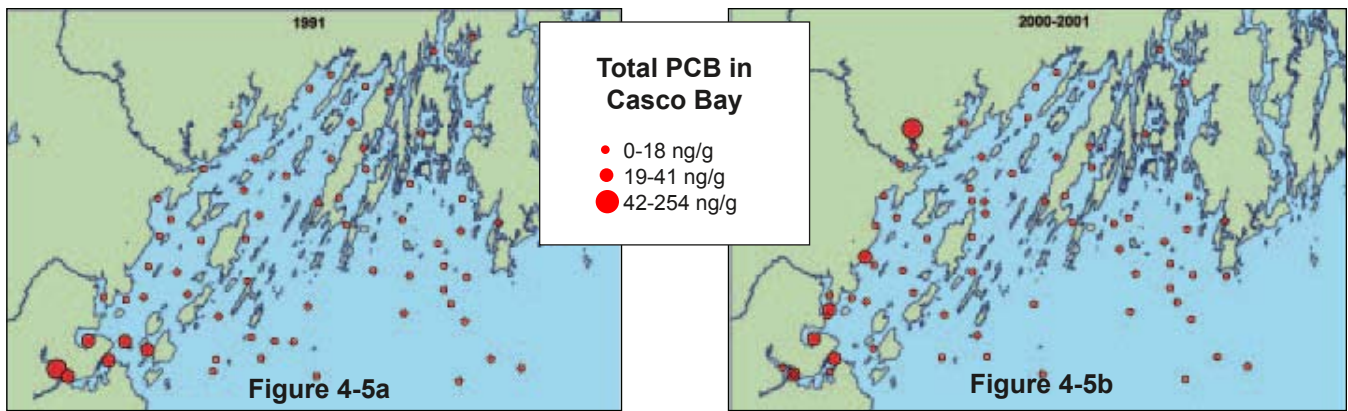 1991
Total PCB in
Casco Bay
0-18 ng/g
19-41 ng/g
42-254 ng/g
2000-2001
Figure 4-5a
Figure 4-5b